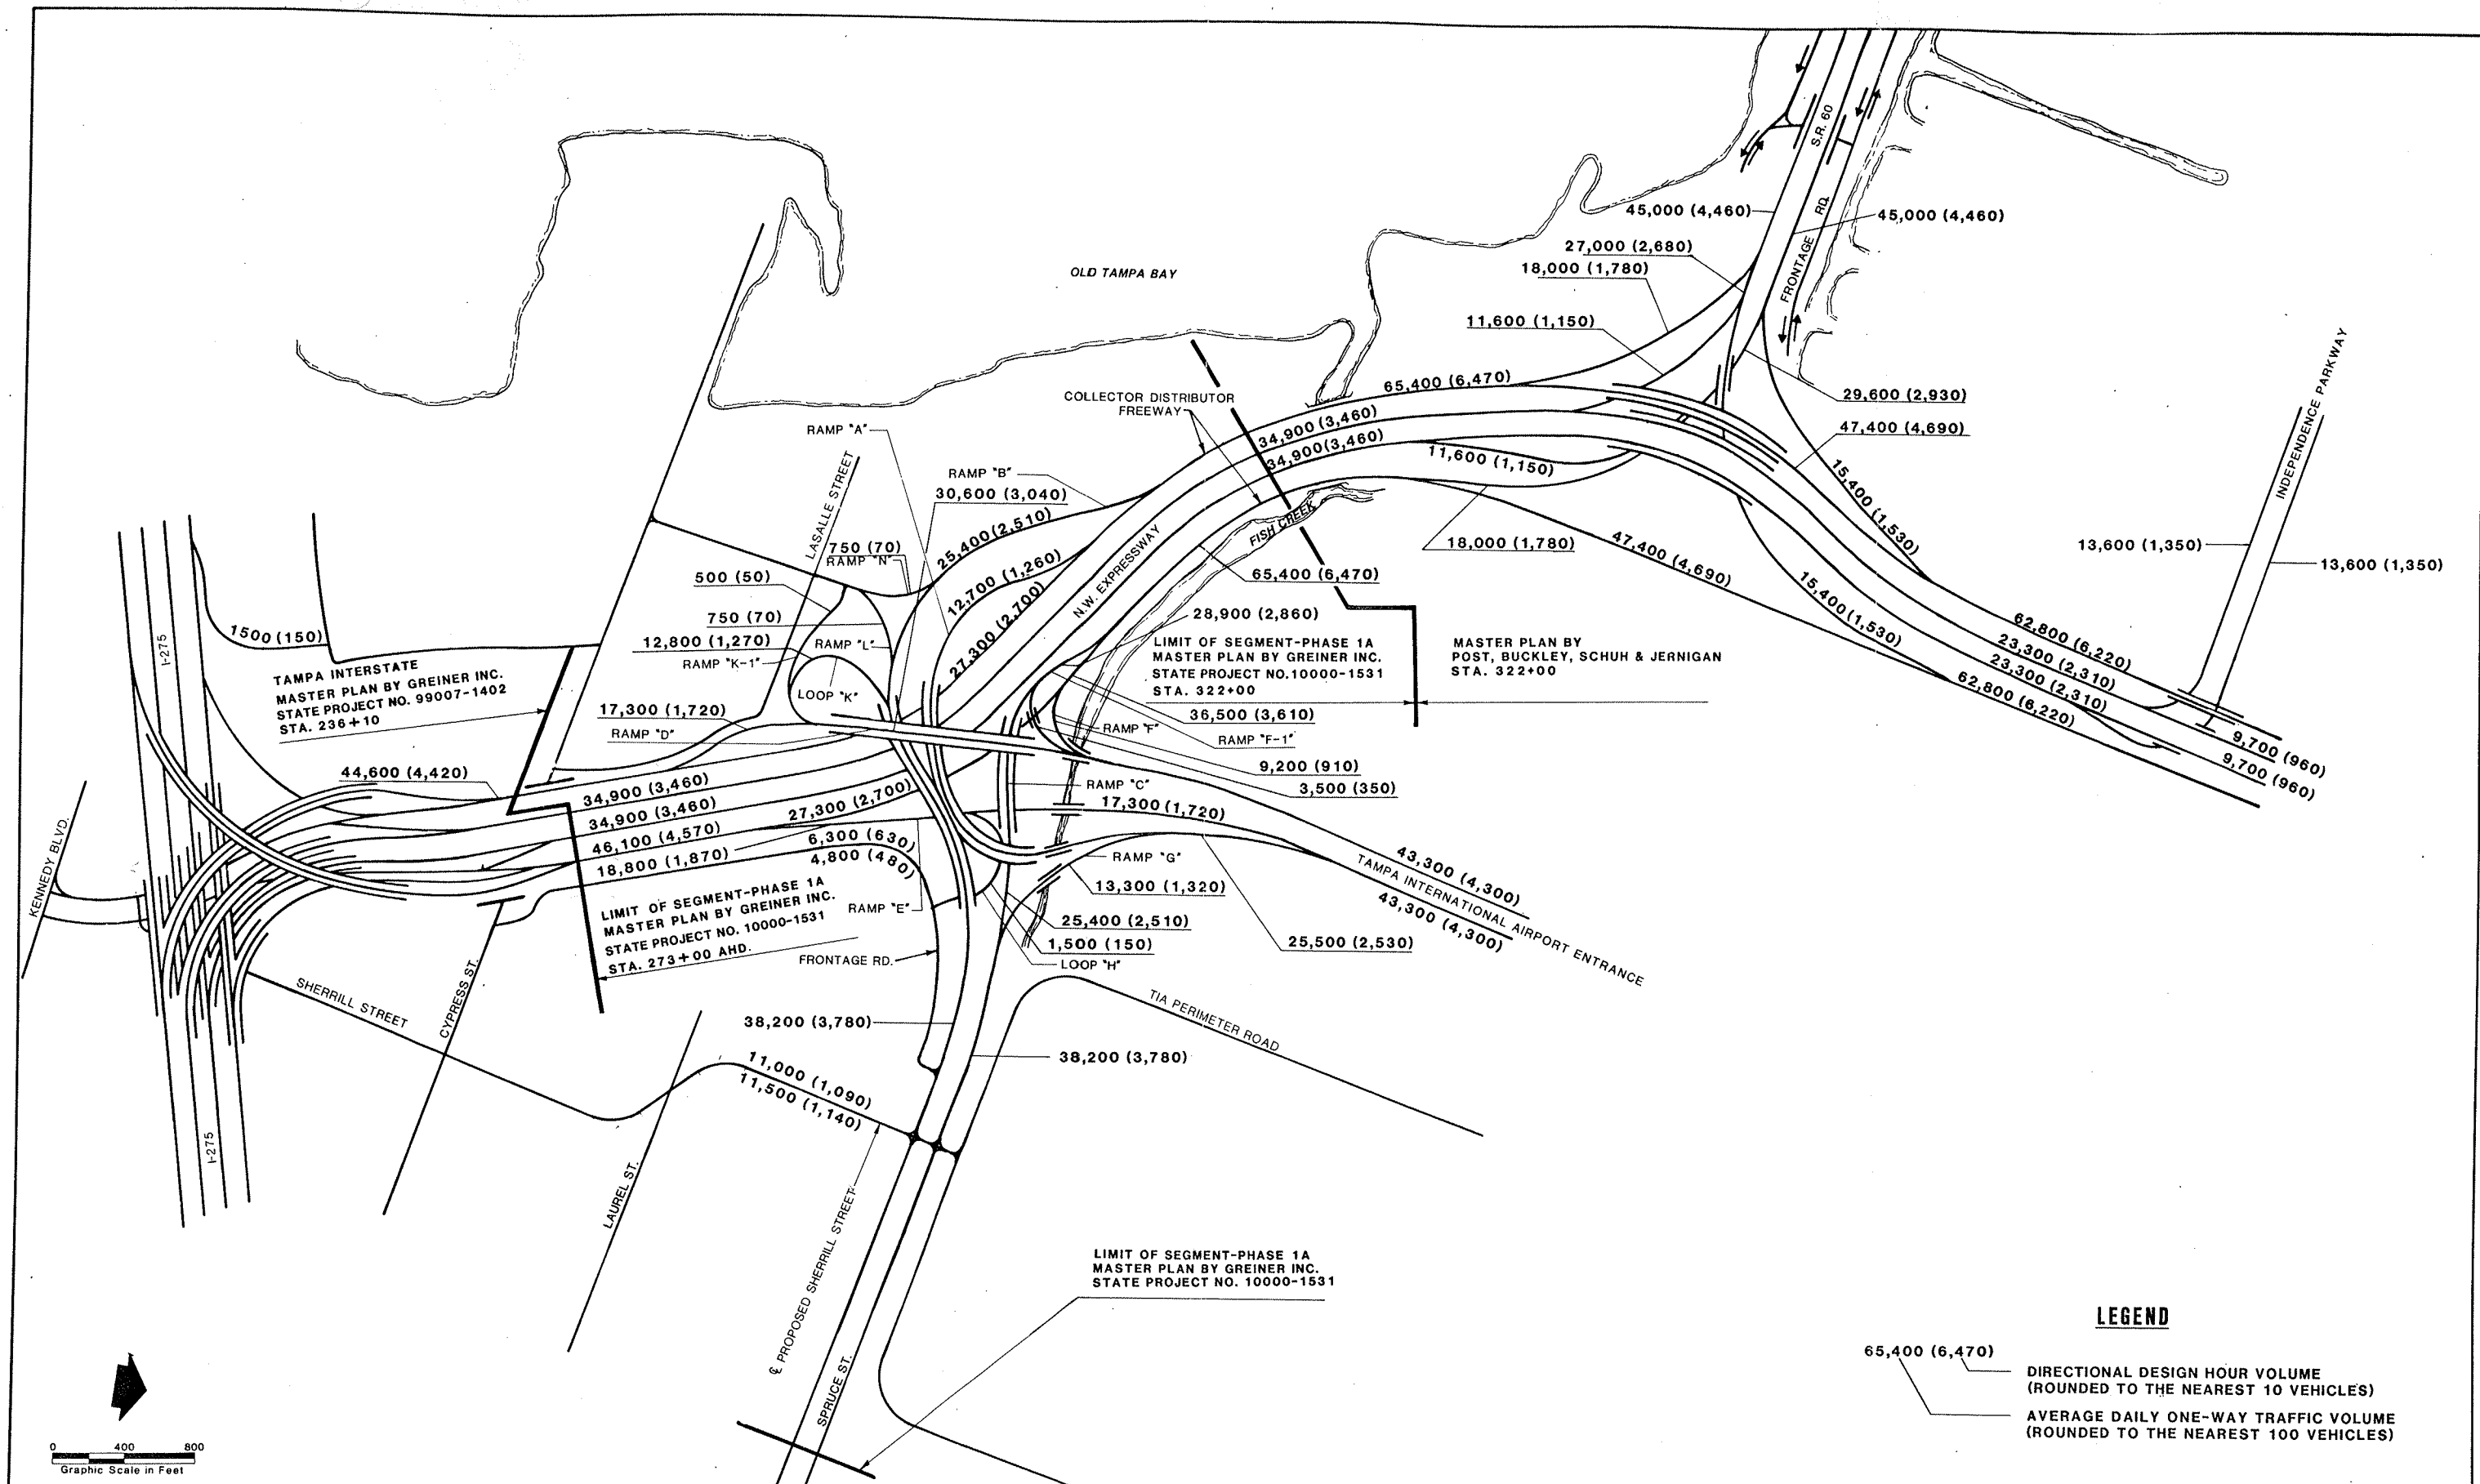 S.R. 60
FRONTAGE RD.
45,000 (4,460)
45,000 (4,460)
27,000 (2,680)
18,000 (1,780)
11,600 (1,150)
OLD TAMPA BAY
INDEPENDENCE PARKWAY
65,400 (6,470)
29,600 (2,930)
COLLECTOR DISTRIBUTOR
FREEWAY
47,400 (4,690)
34,900 (3,460)
34,900 (3,460)
11,600 (1,150)
RAMP "A"
RAMP "B"
30,600 (3,040)
LASALLE STREET
25,400 (2,510)
15,400 (1,530)
FISH CREEK
18,000 (1,780)
47,400 (4,690)
13,600 (1,350)
13,600 (1,350)
750 (70)
RAMP "N"
12,700 (1,260)
N.W. EXPRESSWAY
65,400 (6,470)
500 (50)
27,300 (2,700)
15,400 (1,530)
750 (70)
28,900 (2,860)
1500 (150)
I-275
12,800 (1,270)
RAMP "L"
RAMP "K-1"
LIMIT OF SEGMENT-PHASE 1A
MASTER PLAN BY GREINER INC.
STATE PROJECT NO.10000-1531
STA. 322+00
MASTER PLAN BY
POST, BUCKLEY, SCHUH & JERNIGAN
STA. 322+00
62,800 (6,220)
23,300 (2,310)
23,300 (2,310)
62,800 (6,220)
TAMPA INTERSTATE
MASTER PLAN BY GREINER INC.
STATE PROJECT NO. 99007-1402
STA. 236+10
LOOP "K"
17,300 (1,720)
RAMP "D"
36,500 (3,610)
RAMP "F"
RAMP "F-1"
9,700 (960)
9,700 (960)
9,200 (910)
3,500 (350)
44,600 (4,420)
34,900 (3,460)
34,900 (3,460)
27,300 (2,700)
46,100 (4,570)
6,300 (630)
18,800 (1,870)
4,800 (480)
RAMP "C"
17,300 (1,720)
KENNEDY BLVD.
RAMP "G"
13,300 (1,320)
43,300 (4,300)
TAMPA INTERNATIONAL AIRPORT ENTRANCE
43,300 (4,300)
LIMIT OF SEGMENT-PHASE 1A
MASTER PLAN BY GREINER INC.
STATE PROJECT NO. 10000-1531
STA. 273+00 AHD.
RAMP "E"
25,400 (2,510)
1,500 (150)
25,500 (2,530)
FRONTAGE RD.
LOOP "H"
SHERRILL STREET
CYPRESS ST.
TIA PERIMETER ROAD
38,200 (3,780)
38,200 (3,780)
11,000 (1,090)
11,500 (1,140)
I-275
LAUREL ST.
℄ PROPOSED SHERRILL STREET
SPRUCE ST.
LIMIT OF SEGMENT-PHASE 1A
MASTER PLAN BY GREINER INC.
STATE PROJECT NO. 10000-1531
LEGEND
65,400 (6,470)
DIRECTIONAL DESIGN HOUR VOLUME
(ROUNDED TO THE NEAREST 10 VEHICLES)
AVERAGE DAILY ONE-WAY TRAFFIC VOLUME
(ROUNDED TO THE NEAREST 100 VEHICLES)
0 400 800
Graphic Scale in Feet